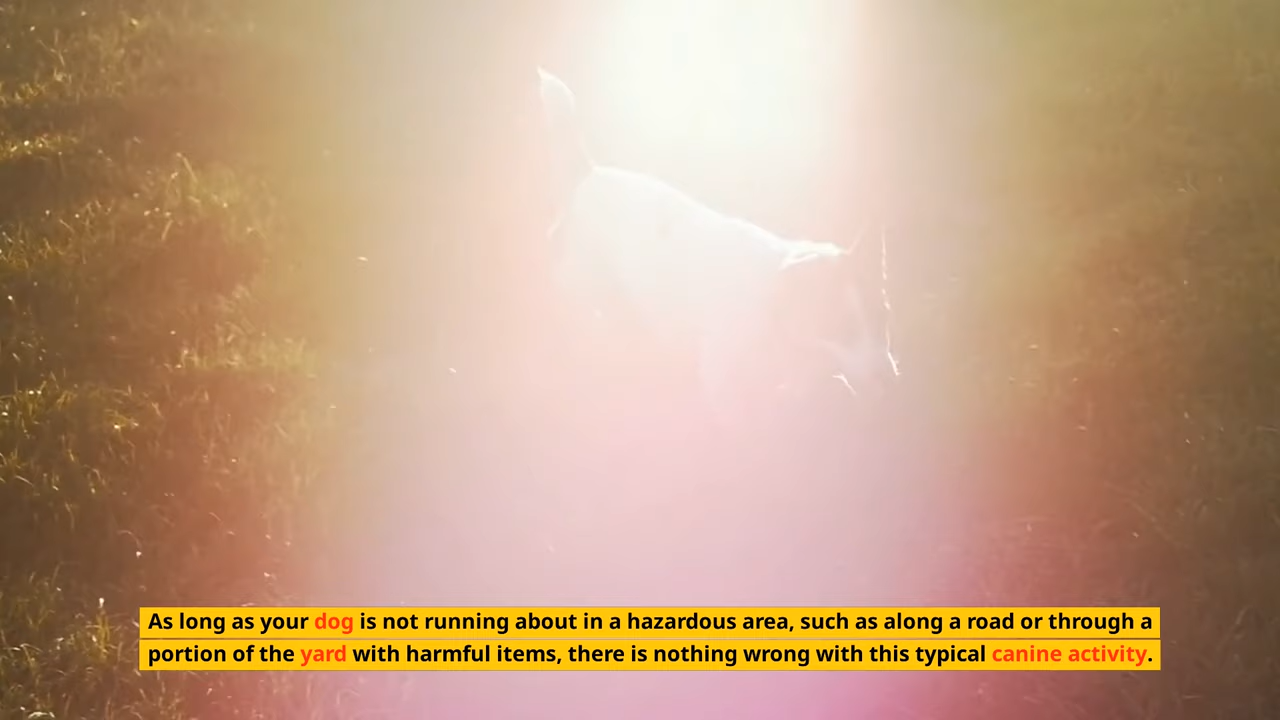 As long as your dog is not running about in a hazardous area, such as along a road or through a
portion of the yard with harmful items, there is nothing wrong with this typical canine activity.